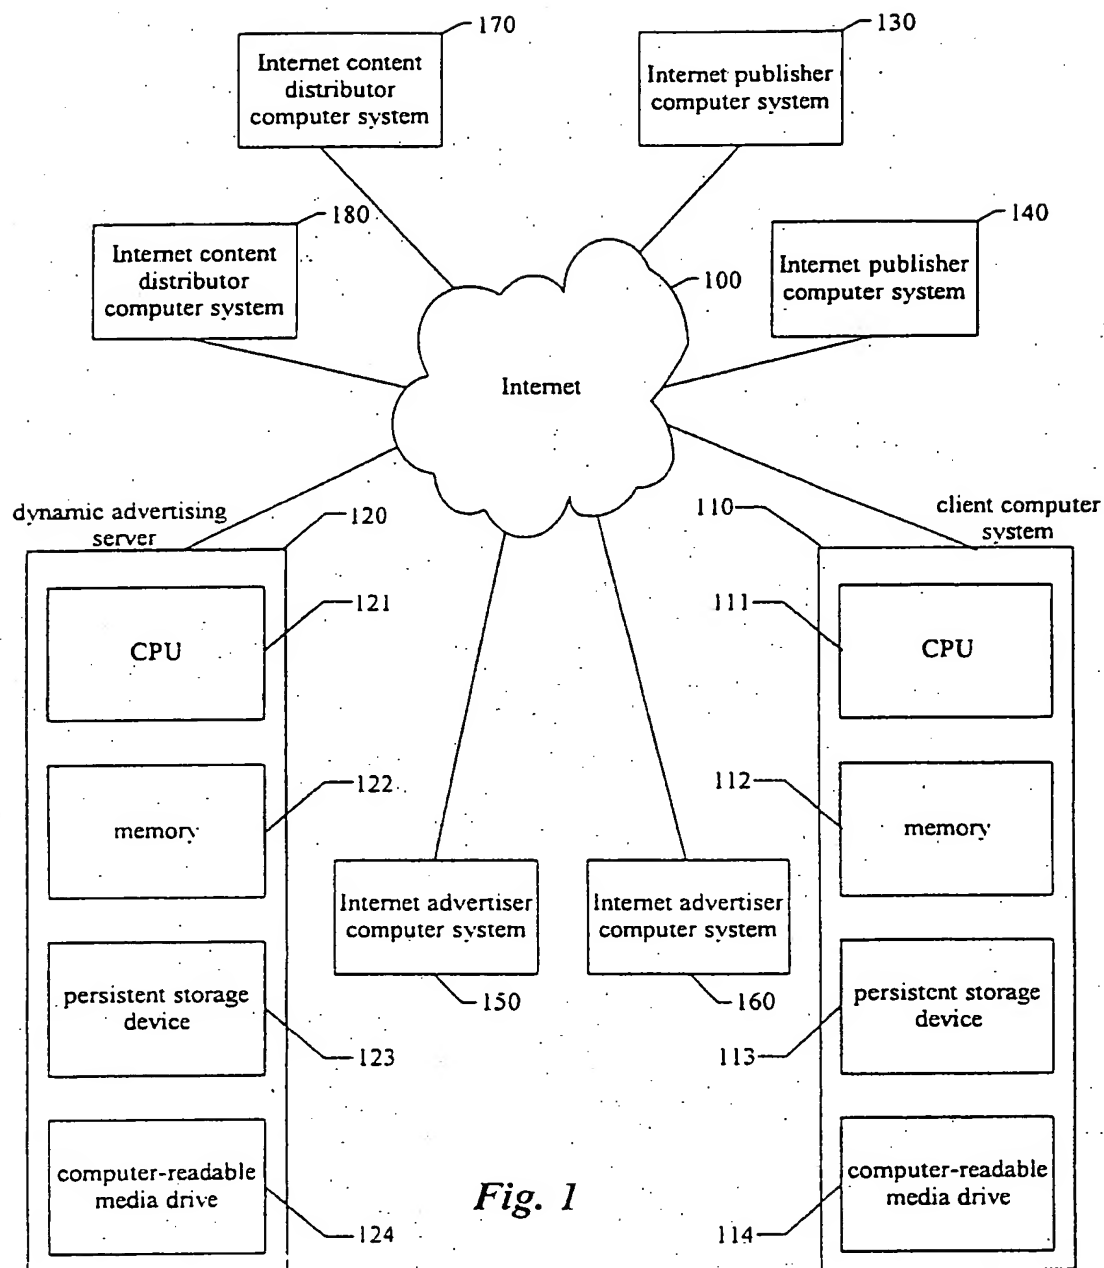 170
Internet content
distributor
computer system
130
Internet publisher
computer system
180
Internet content
distributor
computer system
140
Internet publisher
computer system
100
Internet
dynamic advertising
server
120
110
client computer
system
121
CPU
111
CPU
122
memory
112
memory
Internet advertiser
computer system
150
Internet advertiser
computer system
160
persistent storage
device
123
persistent storage
device
113
computer-readable
media drive
124
computer-readable
media drive
114
Fig. 1